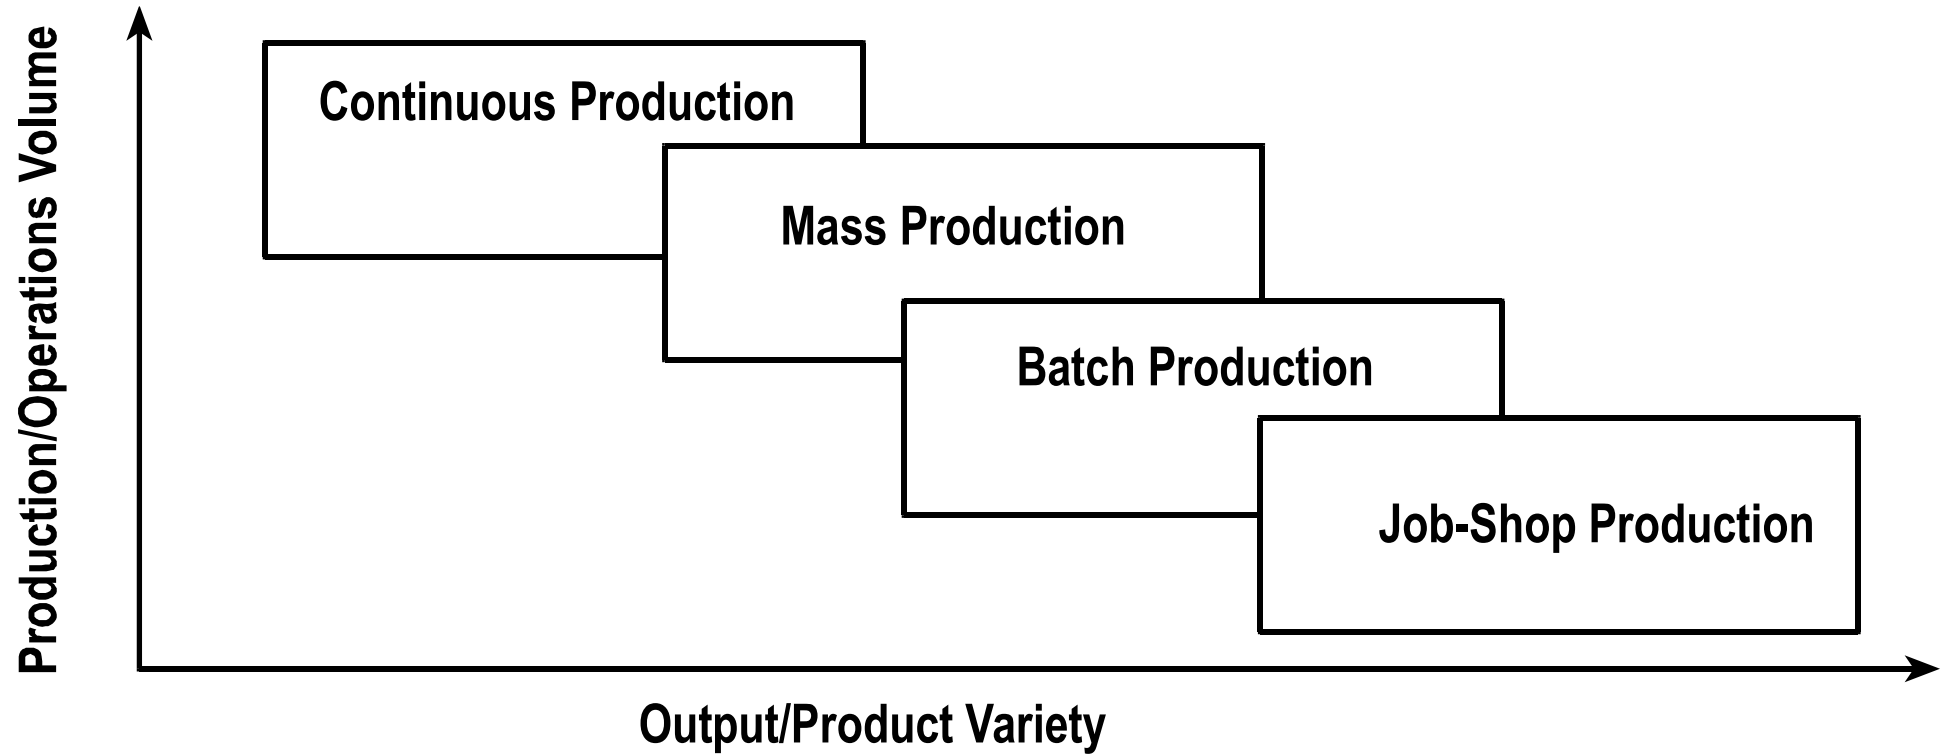 Production/Operations Volume
Continuous Production
Mass Production
Batch Production
Job-Shop Production
Output/Product Variety